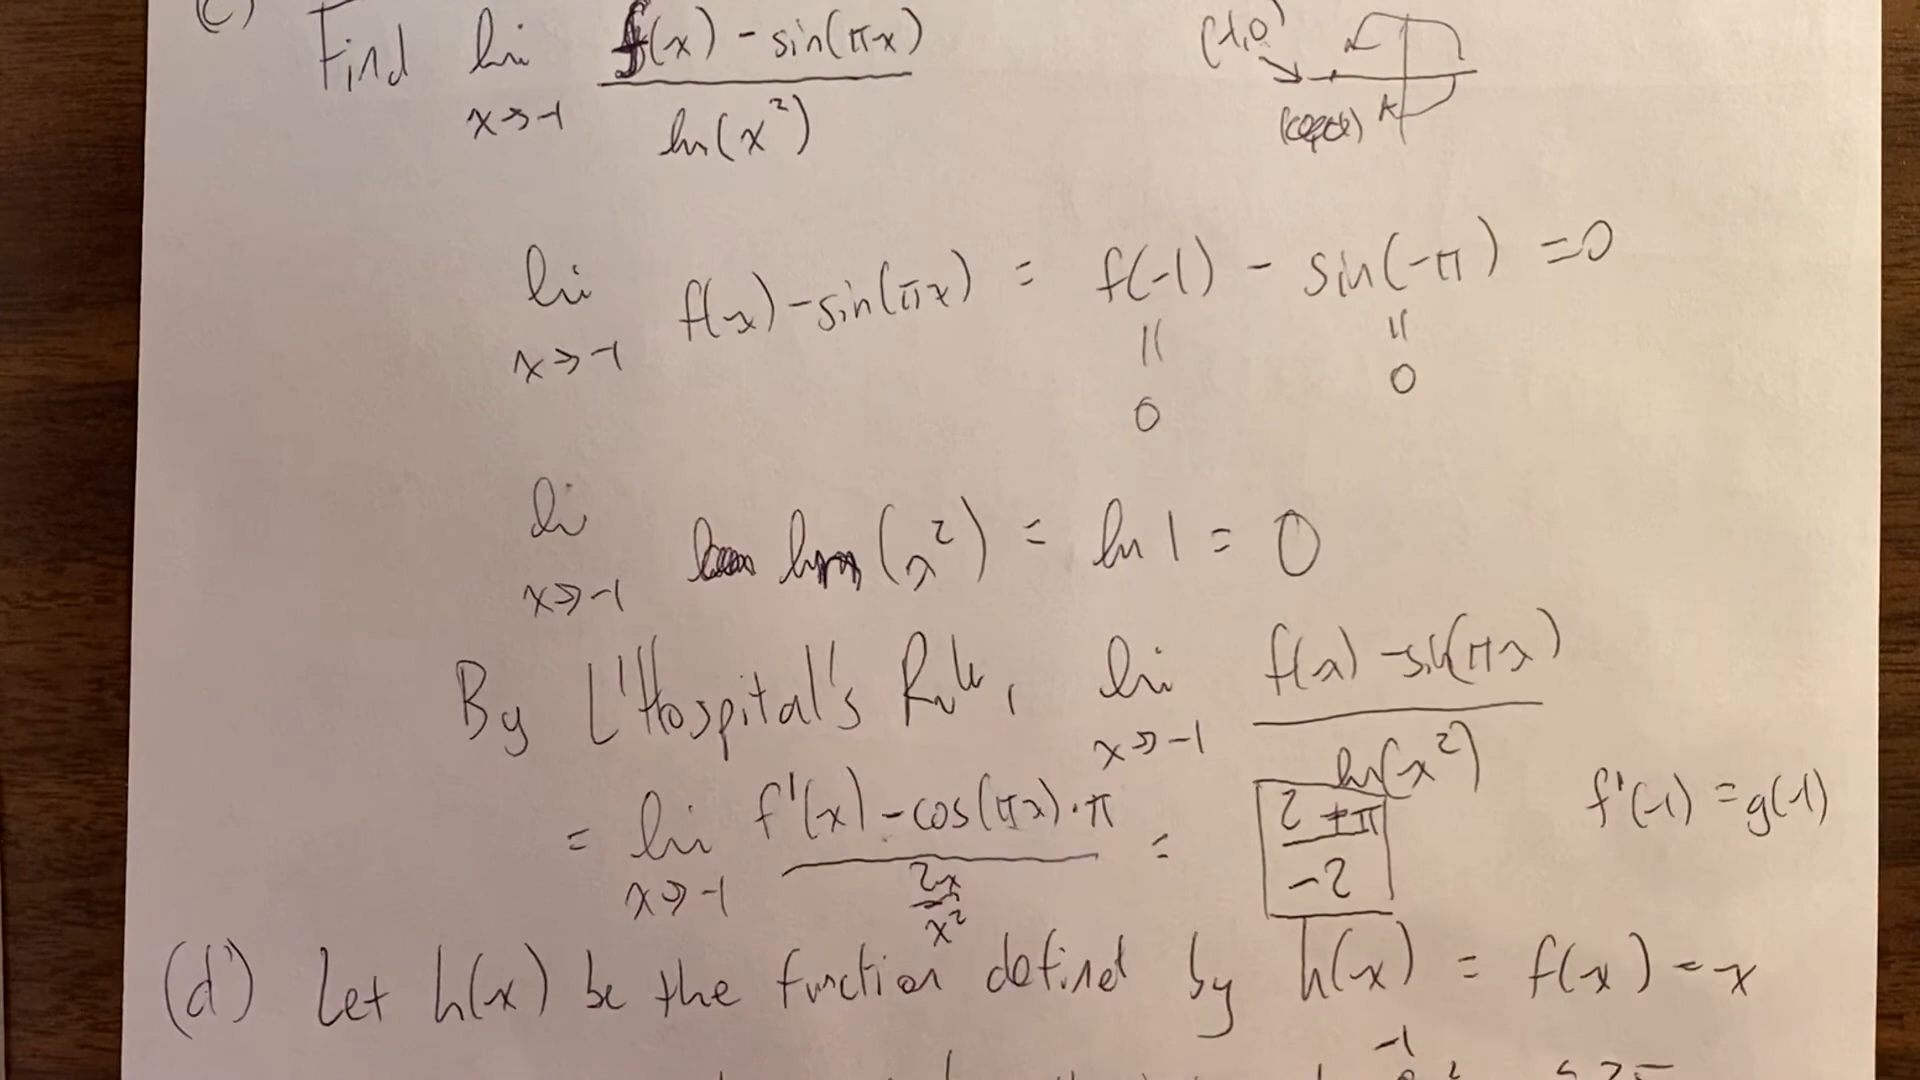 (c)
Find lim x→-1 (f(x) - sin(πx)) / ln(x²)
(-1,0)
lim x→-1 f(x) - sin(πx) = f(-1) - sin(-π) = 0
= 0
= 0
lim x→-1 ln(x²) = ln 1 = 0
By L'Hospital's Rule, lim x→-1 (f(x) - sin(πx)) / ln(x²)
= lim x→-1 (f'(x) - cos(πx)·π) / (2x/x²) = (2+π)/-2
f'(-1) = g(-1)
(d) Let h(x) be the function defined by h(x) = f(x) - x
-1